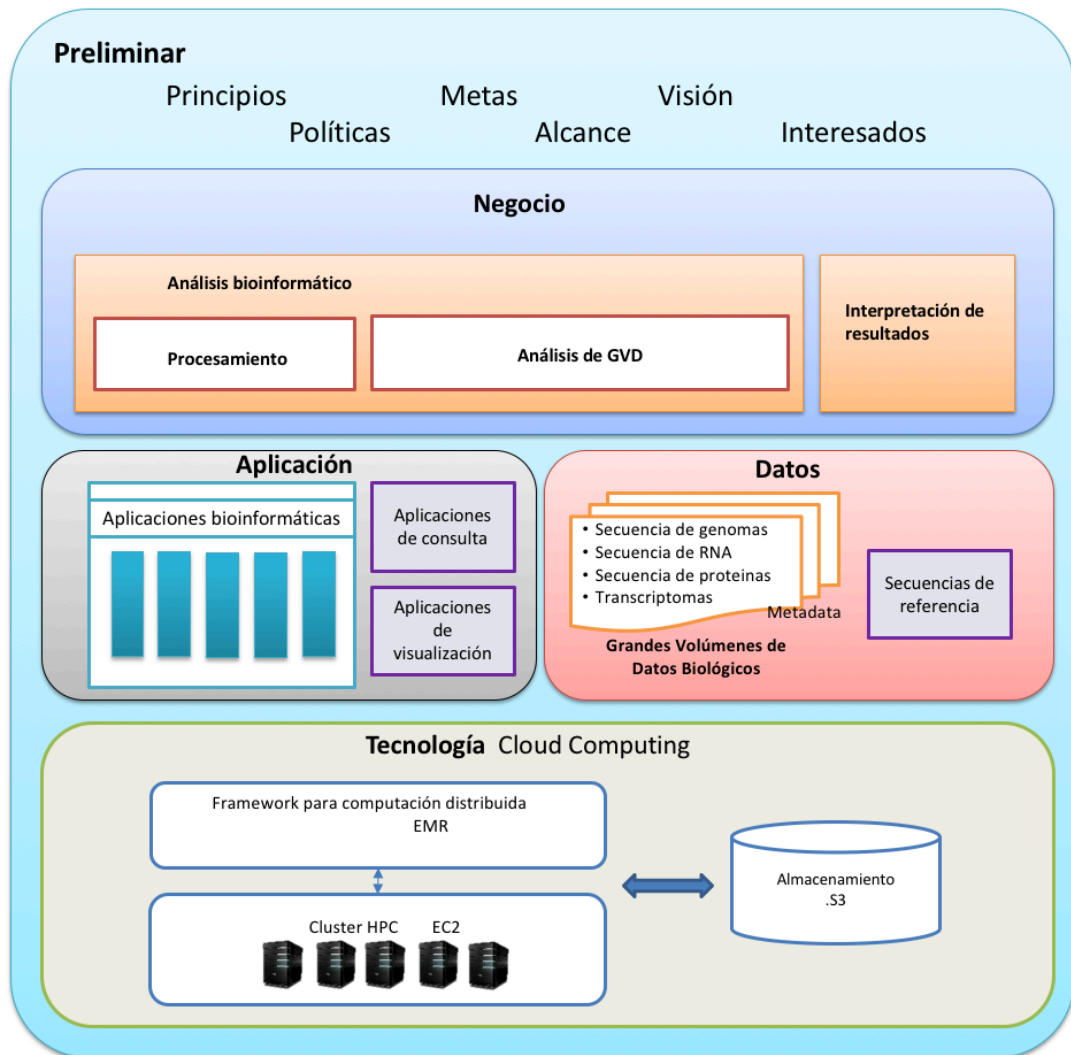 Preliminar
Principios Metas Visión
Políticas Alcance Interesados
Negocio
Análisis bioinformático
Procesamiento
Análisis de GVD
Interpretación de
resultados
Aplicación
Aplicaciones bioinformáticas
Aplicaciones
de consulta
Aplicaciones
de
visualización
Datos
• Secuencia de genomas
• Secuencia de RNA
• Secuencia de proteinas
• Transcriptomas
Metadata
Grandes Volúmenes de
Datos Biológicos
Secuencias de
referencia
Tecnología Cloud Computing
Framework para computación distribuida
EMR
Cluster HPC EC2
Almacenamiento
.S3